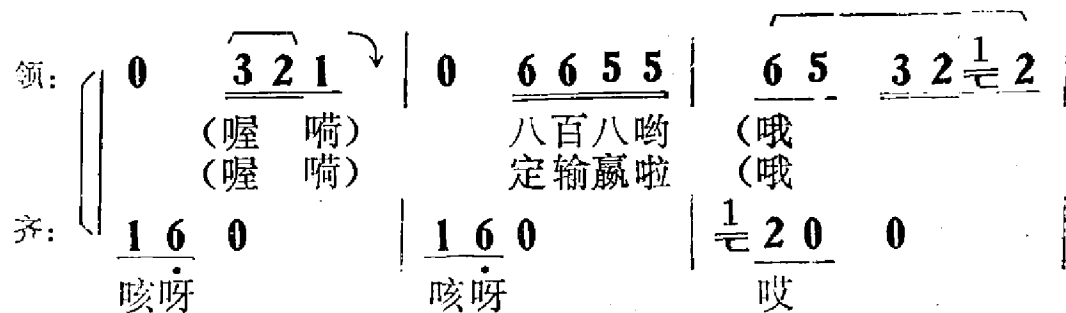 领: 0 3 2 1 | 0 6 6 5 5 | 6 5 3 2 1 2 |
(喔 嗬) 八百八哟 (哦
(喔 嗬) 定输赢啦 (哦
齐: 1 6 0 | 1 6 0 | 1 2 0 0 |
咳呀 咳呀 哎